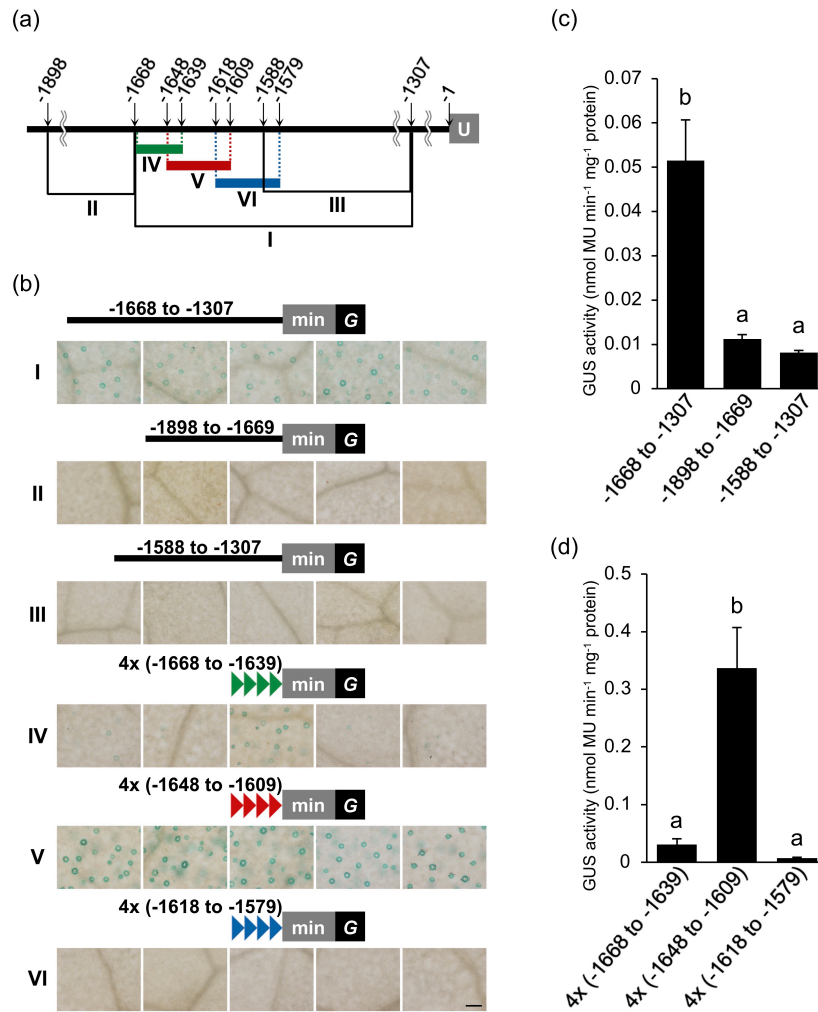 (a)
-1898
-1668
-1648
-1639
-1618
-1609
-1588
-1579
-1307
-1
U
IV
V
VI
II
III
I
(b)
-1668 to -1307
min G
I
-1898 to -1669
min G
II
-1588 to -1307
min G
III
4x (-1668 to -1639)
min G
IV
4x (-1648 to -1609)
min G
V
4x (-1618 to -1579)
min G
VI
(c)
GUS activity (nmol MU min⁻¹ mg⁻¹ protein)
0.07
0.06
0.05
0.04
0.03
0.02
0.01
0
b
a
a
-1668 to -1307
-1898 to -1669
-1588 to -1307
(d)
GUS activity (nmol MU min⁻¹ mg⁻¹ protein)
0.5
0.4
0.3
0.2
0.1
0
a
b
a
4x (-1668 to -1639)
4x (-1648 to -1609)
4x (-1618 to -1579)